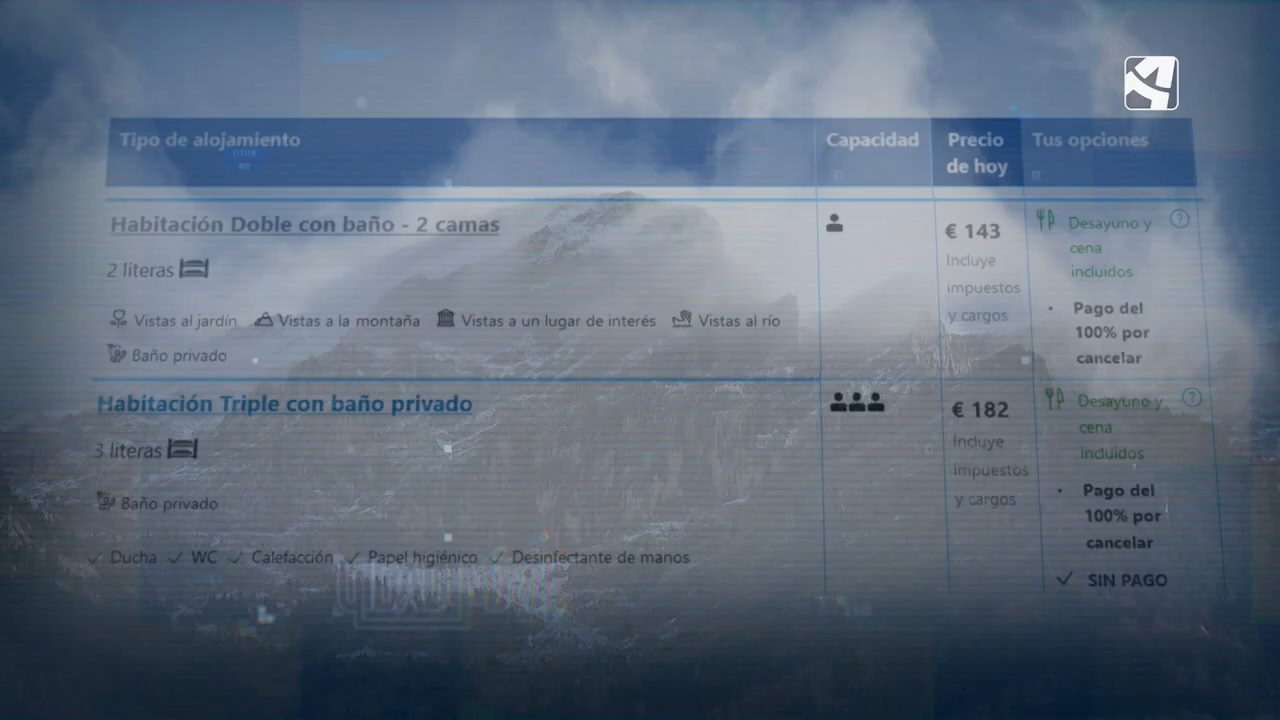 Tipo de alojamiento
Capacidad
Precio
de hoy
Tus opciones
Habitación Doble con baño - 2 camas
2 literas
Vistas al jardín
Vistas a la montaña
Vistas a un lugar de interés
Vistas al río
Baño privado
€ 143
Incluye
impuestos
y cargos
Desayuno y
cena
incluidos
?
• Pago del
100% por
cancelar
Habitación Triple con baño privado
3 literas
Baño privado
✓ Ducha ✓ WC ✓ Calefacción ✓ Papel higiénico ✓ Desinfectante de manos
€ 182
Incluye
impuestos
y cargos
Desayuno y
cena
incluidos
?
• Pago del
100% por
cancelar
✓ SIN PAGO